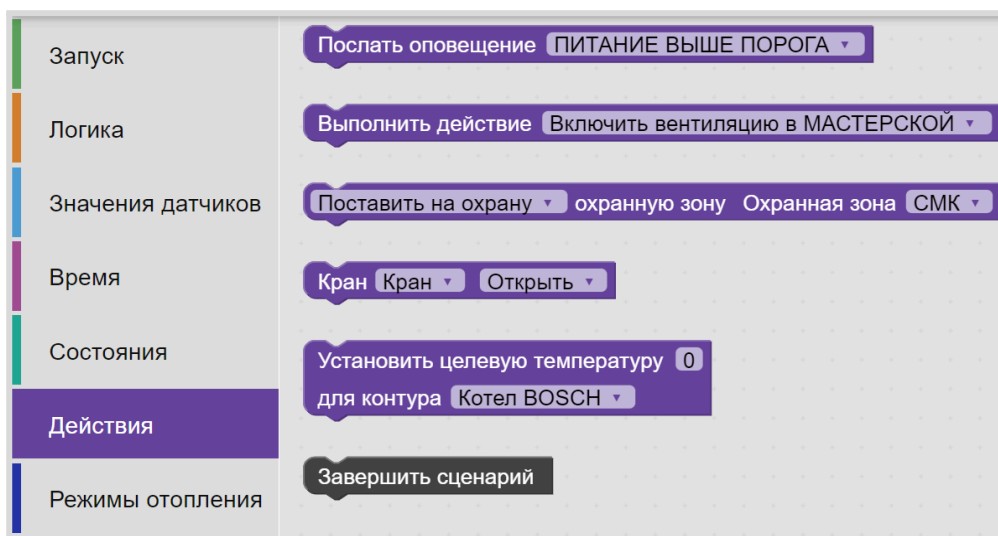 Запуск
Логика
Значения датчиков
Время
Состояния
Действия
Режимы отопления
Послать оповещение ПИТАНИЕ ВЫШЕ ПОРОГА
Выполнить действие Включить вентиляцию в МАСТЕРСКОЙ
Поставить на охрану охранную зону Охранная зона СМК
Кран Кран Открыть
Установить целевую температуру 0
для контура Котел BOSCH
Завершить сценарий